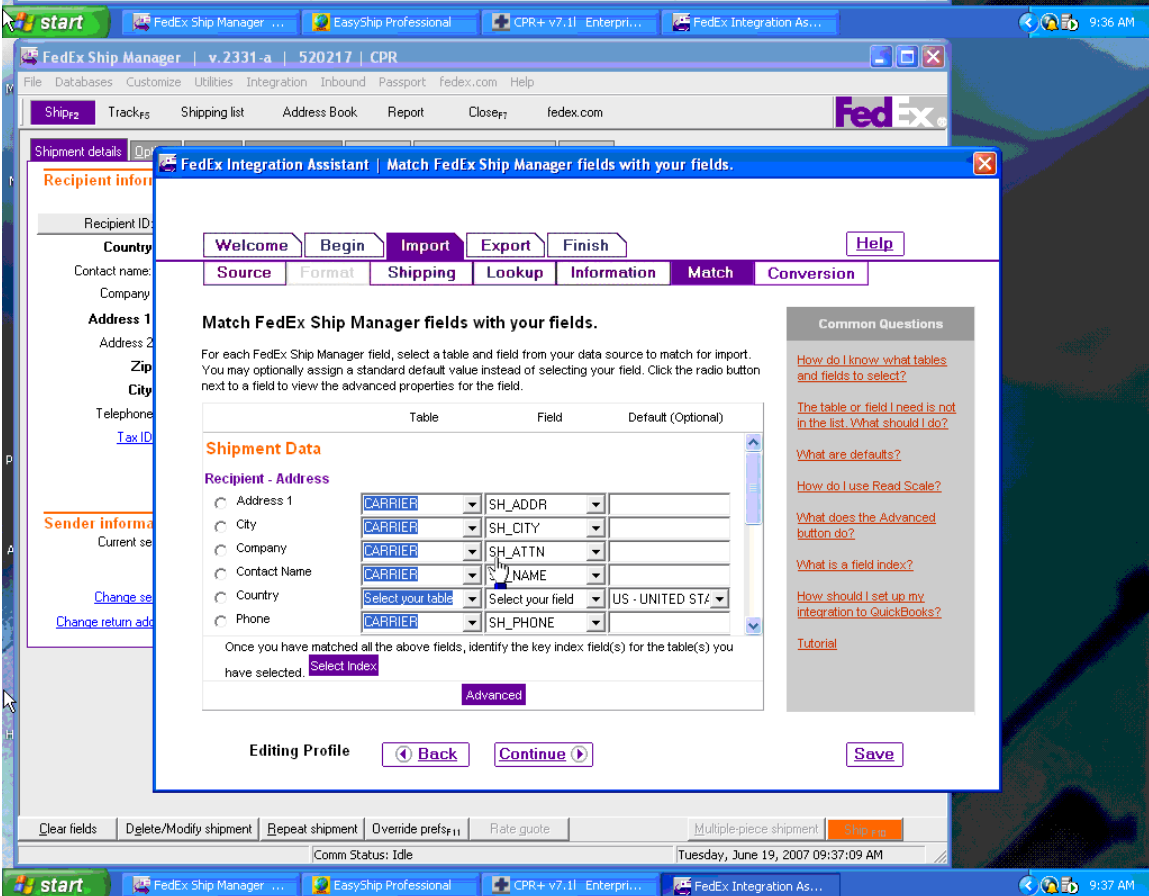 start FedEx Ship Manager ... EasyShip Professional CPR+ v7.1l Enterpri... FedEx Integration As... 9:36 AM
FedEx Ship Manager | v.2331-a | 520217 | CPR
File Databases Customize Utilities Integration Inbound Passport fedex.com Help
ShipF2 TrackF5 Shipping list Address Book Report CloseF7 fedex.com FedEx
Shipment details Opt
FedEx Integration Assistant | Match FedEx Ship Manager fields with your fields.
Recipient inform
Recipient ID:
Country
Contact name:
Company
Address 1
Address 2
Zip
City
Telephone
Tax ID
Sender informa
Current se
Change se
Change return add
Welcome Begin Import Export Finish Help
Source Format Shipping Lookup Information Match Conversion
Match FedEx Ship Manager fields with your fields.
For each FedEx Ship Manager field, select a table and field from your data source to match for import.
You may optionally assign a standard default value instead of selecting your field. Click the radio button
next to a field to view the advanced properties for the field.
Table Field Default (Optional)
Shipment Data
Recipient - Address
Address 1 CARRIER SH_ADDR
City CARRIER SH_CITY
Company CARRIER SH_ATTN
Contact Name CARRIER _NAME
Country Select your table Select your field US - UNITED STA
Phone CARRIER SH_PHONE
Once you have matched all the above fields, identify the key index field(s) for the table(s) you
have selected. Select Index
Advanced
Common Questions
How do I know what tables
and fields to select?
The table or field I need is not
in the list. What should I do?
What are defaults?
How do I use Read Scale?
What does the Advanced
button do?
What is a field index?
How should I set up my
integration to QuickBooks?
Tutorial
Editing Profile Back Continue Save
Clear fields Delete/Modify shipment Repeat shipment Override prefsF11 Rate quote Multiple-piece shipment Ship F10
Comm Status: Idle Tuesday, June 19, 2007 09:37:09 AM
start FedEx Ship Manager ... EasyShip Professional CPR+ v7.1l Enterpri... FedEx Integration As... 9:37 AM